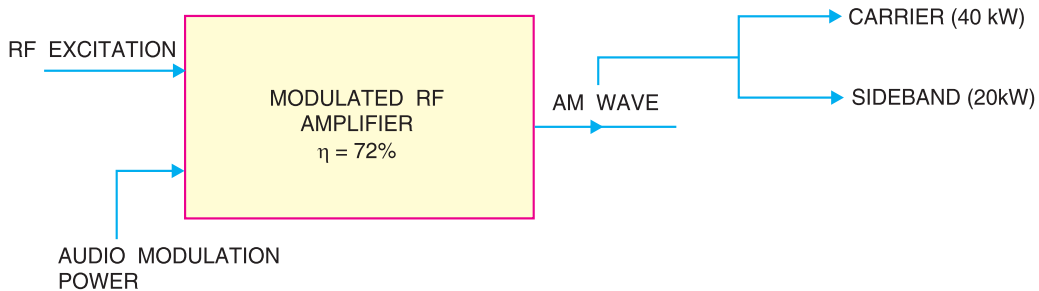 RF EXCITATION
MODULATED RF
AMPLIFIER
η = 72%
AUDIO MODULATION
POWER
AM WAVE
CARRIER (40 kW)
SIDEBAND (20kW)